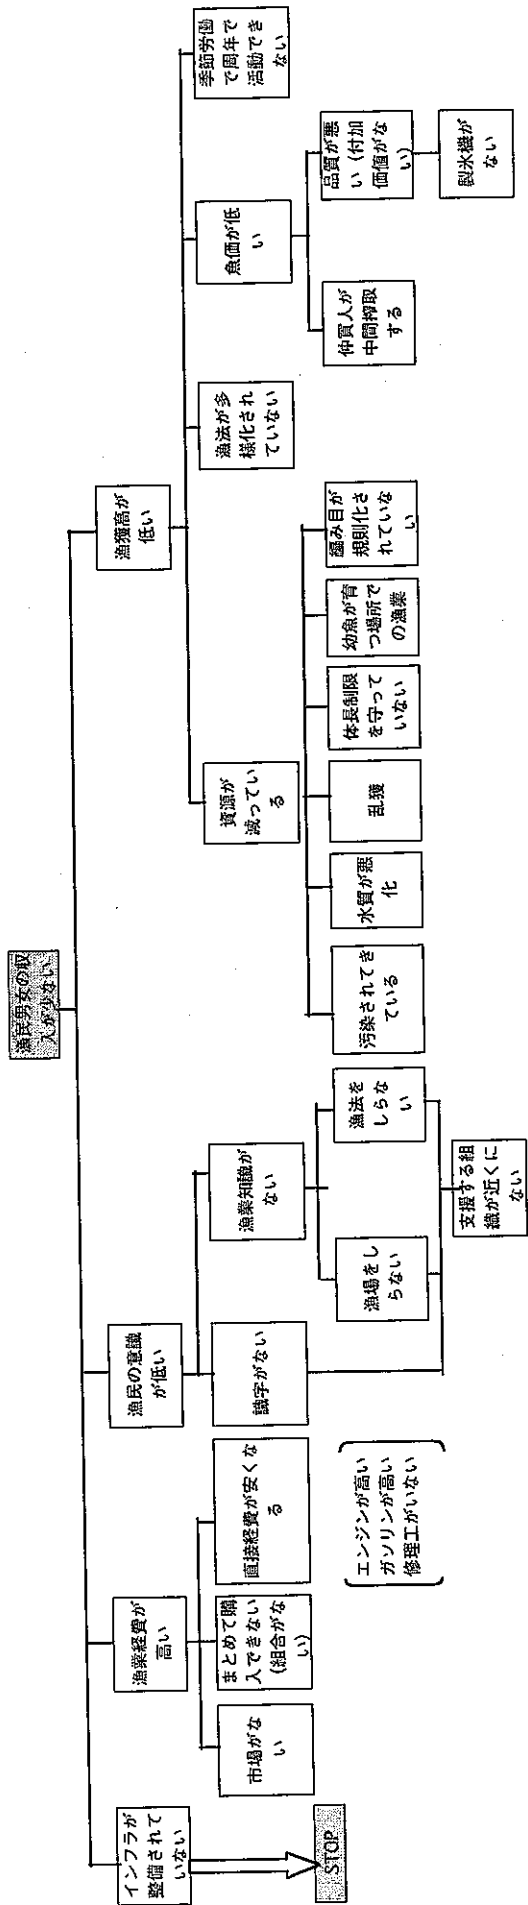 漁民男女の収
入が少ない
インフラが
整備されて
いない
STOP
漁業経費が
高い
市場がな
い
まとめて購
入できない
(組合がな
い)
直接経費が安くな
る
エンジンが高い
ガソリンが高い
修理工がいない
漁民の意識
が低い
識字がない
漁業知識が
ない
漁場をし
らない
漁法を
しらな
い
支援する組
織が近くに
ない
漁獲高が
低い
資源が
減ってい
る
汚染されてき
ている
水質が悪
化
乱獲
体長制限
を守って
いない
幼魚が育
つ場所で
の漁業
編み目が
規則化さ
れていな
い
漁法が多
様化され
ていない
魚価が低
い
仲買人が
中間搾取
する
品質が悪
い(付加
価値がな
い)
製氷機が
ない
季節労働
で周年で
活動でき
ない